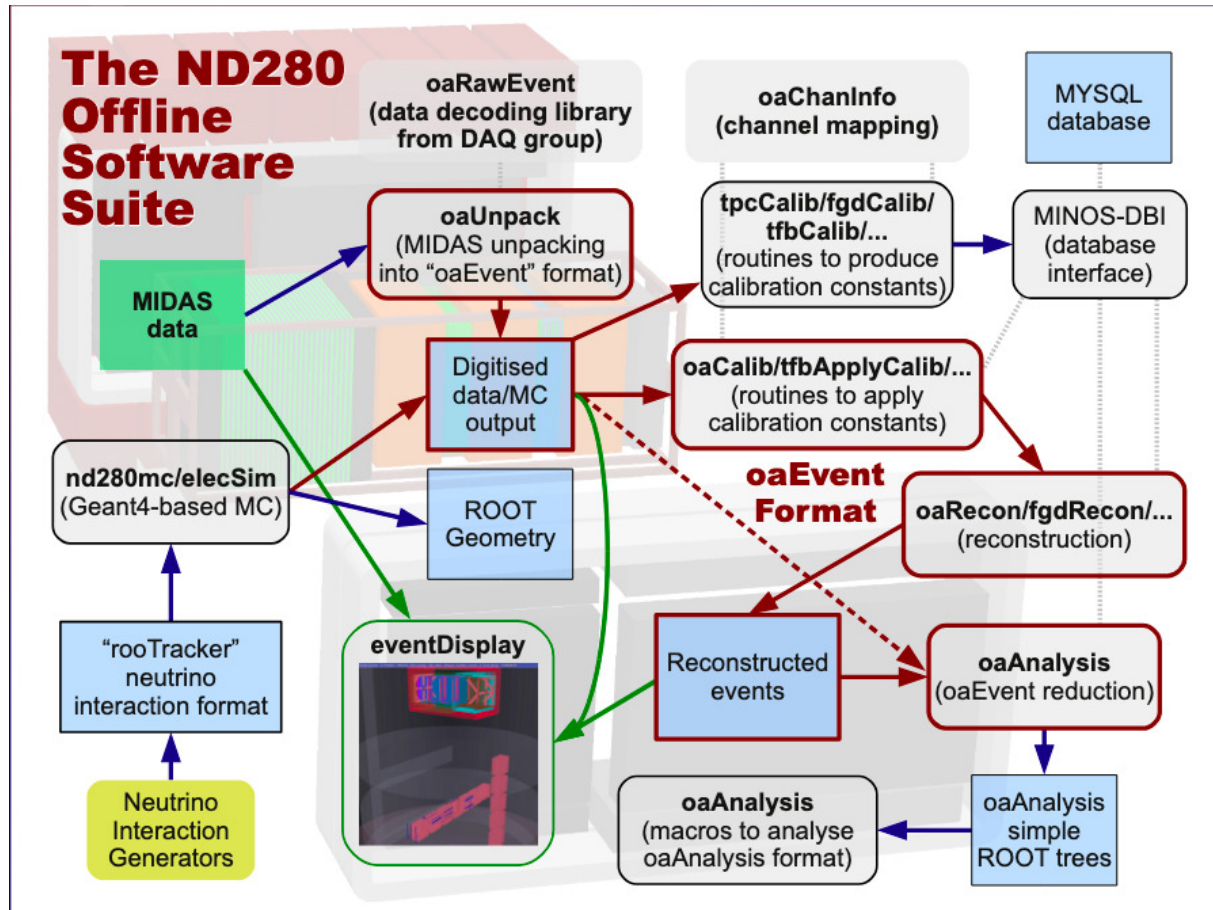 The ND280
Offline
Software
Suite
oaRawEvent
(data decoding library
from DAQ group)
oaChanInfo
(channel mapping)
MYSQL
database
oaUnpack
(MIDAS unpacking
into “oaEvent” format)
tpcCalib/fgdCalib/
tfbCalib/...
(routines to produce
calibration constants)
MINOS-DBI
(database
interface)
MIDAS
data
Digitised
data/MC
output
oaCalib/tfbApplyCalib/...
(routines to apply
calibration constants)
nd280mc/elecSim
(Geant4-based MC)
ROOT
Geometry
oaEvent
Format
oaRecon/fgdRecon/...
(reconstruction)
“rooTracker”
neutrino
interaction format
eventDisplay
Reconstructed
events
oaAnalysis
(oaEvent reduction)
Neutrino
Interaction
Generators
oaAnalysis
(macros to analyse
oaAnalysis format)
oaAnalysis
simple
ROOT trees